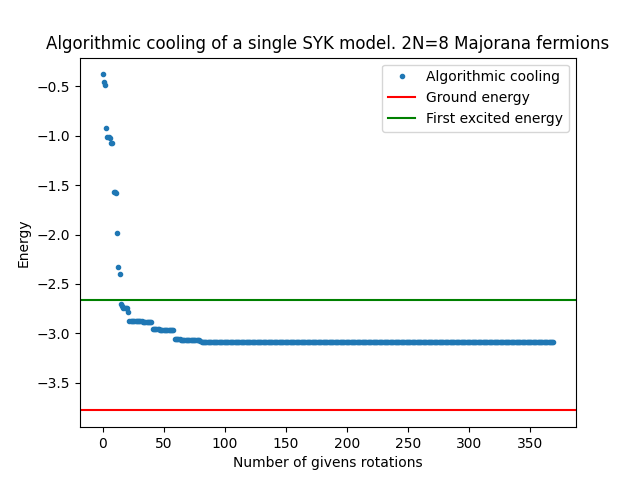 Algorithmic cooling of a single SYK model. 2N=8 Majorana fermions
Algorithmic cooling
Ground energy
First excited energy
Energy
−0.5
−1.0
−1.5
−2.0
−2.5
−3.0
−3.5
0 50 100 150 200 250 300 350
Number of givens rotations